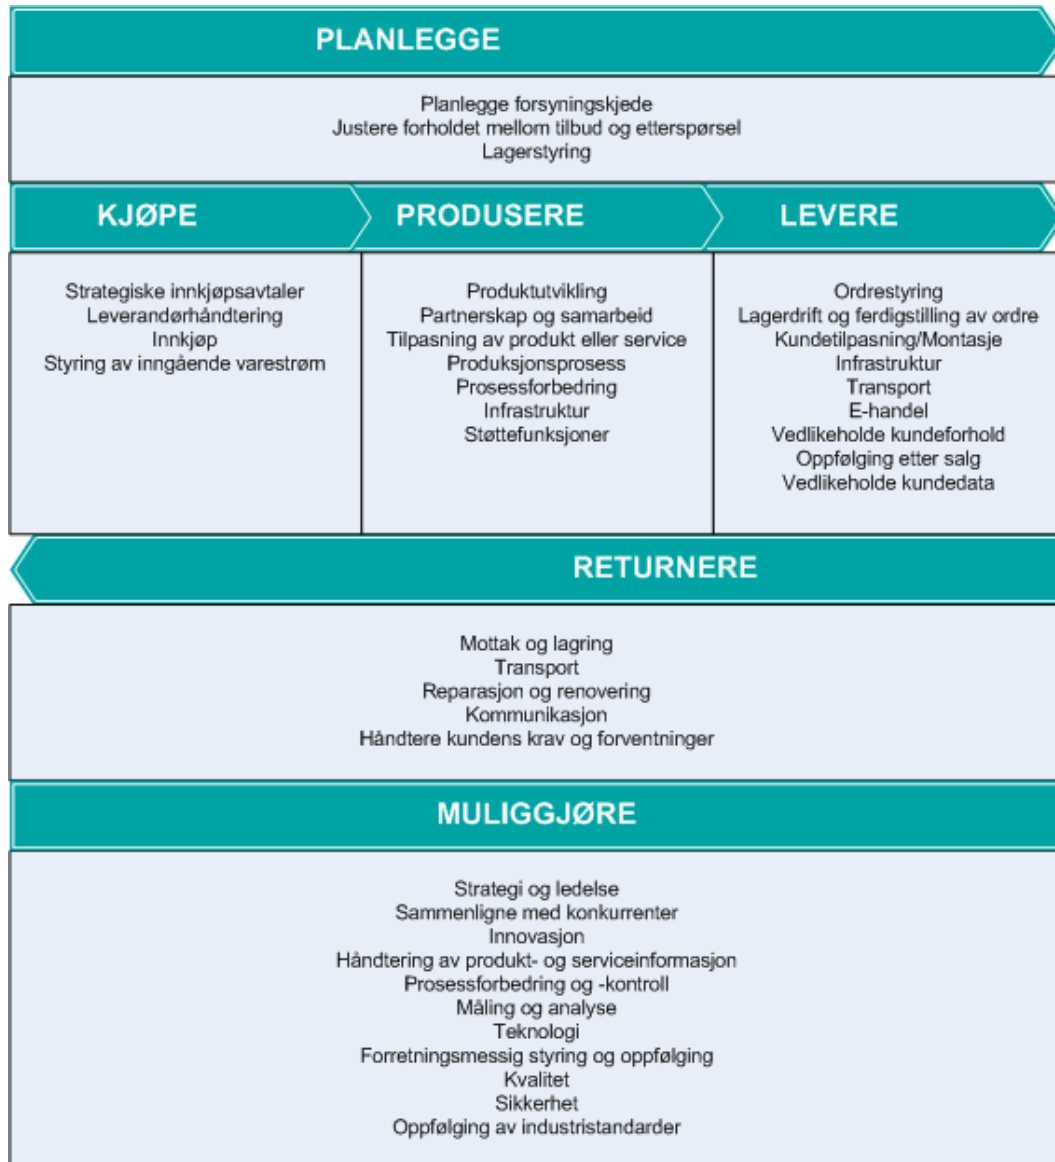 PLANLEGGE
Planlegge forsyningskjede
Justere forholdet mellom tilbud og etterspørsel
Lagerstyring
KJØPE
Strategiske innkjøpsavtaler
Leverandørhåndtering
Innkjøp
Styring av inngående varestrøm
PRODUSERE
Produktutvikling
Partnerskap og samarbeid
Tilpasning av produkt eller service
Produksjonsprosess
Prosessforbedring
Infrastruktur
Støttefunksjoner
LEVERE
Ordrestyring
Lagerdrift og ferdigstilling av ordre
Kundetilpasning/Montasje
Infrastruktur
Transport
E-handel
Vedlikeholde kundeforhold
Oppfølging etter salg
Vedlikeholde kundedata
RETURNERE
Mottak og lagring
Transport
Reparasjon og renovering
Kommunikasjon
Håndtere kundens krav og forventninger
MULIGGJØRE
Strategi og ledelse
Sammenligne med konkurrenter
Innovasjon
Håndtering av produkt- og serviceinformasjon
Prosessforbedring og -kontroll
Måling og analyse
Teknologi
Forretningsmessig styring og oppfølging
Kvalitet
Sikkerhet
Oppfølging av industristandarder